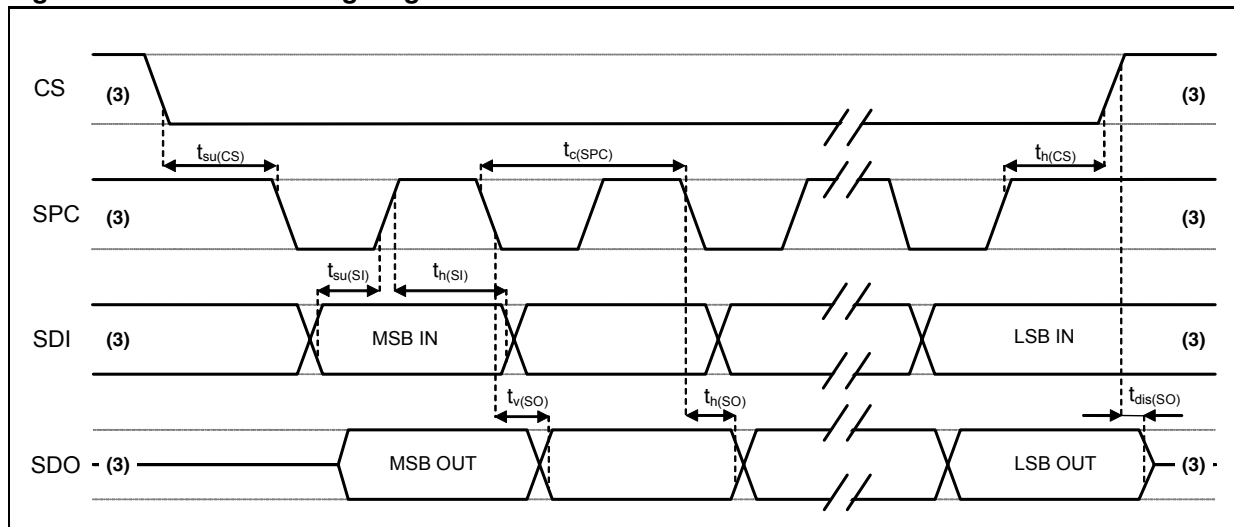 CS (3) (3)
t_su(CS) t_c(SPC) t_h(CS)
SPC (3) (3)
t_su(SI) t_h(SI)
SDI (3) MSB IN LSB IN (3)
t_v(SO) t_h(SO) t_dis(SO)
SDO (3) MSB OUT LSB OUT (3)